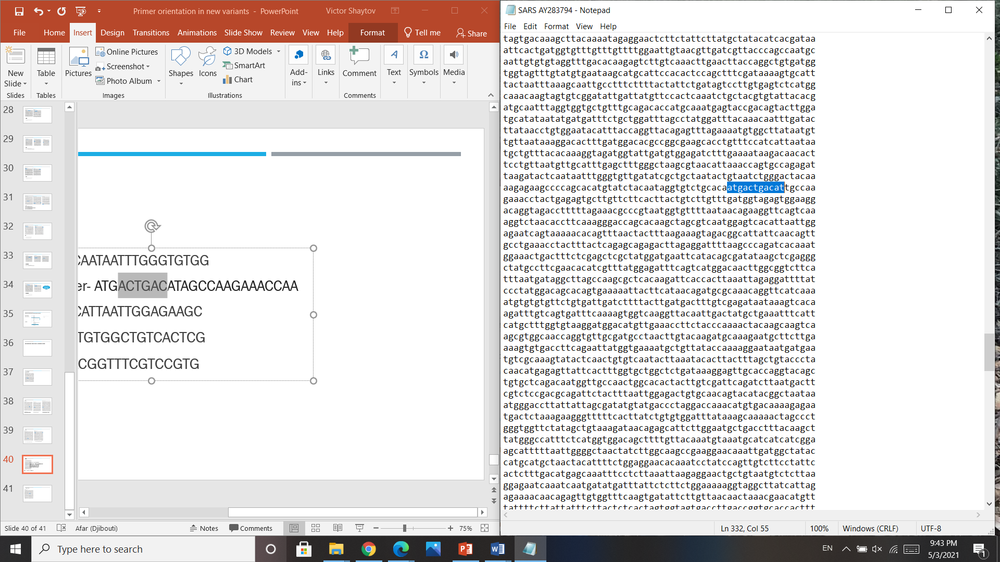 Primer orientation in new variants - PowerPoint
Victor Shaytov
File Home Insert Design Transitions Animations Slide Show Review View Help Format Tell me Share
New Slide
Table
Pictures
Online Pictures
Screenshot
Photo Album
Shapes
Icons
3D Models
SmartArt
Chart
Add-ins
Links
Comment
Text
Symbols
Media
Slides Tables Images Illustrations Comments
28
29
30
31
32
33
34
35
36
37
38
39
40
41
CAATAATTTGGGTGTGG
er- ATGACTGACATAGCCAAGAAACCAA
CATTAATTGGAGAAGC
TGTGGCTGTCACTCG
CGGTTTCGTCCGTG
Slide 40 of 41 Afar (Djibouti) Notes Comments 75%
SARS AY283794 - Notepad
File Edit Format View Help
tagtgacaaagcttacaaaatagaggaactcttctattcttatgctatacatcacgataa
attcactgatggtgtttgtttgttttggaattgtaacgttgatcgttacccagccaatgc
aattgtgtgtaggtttgacacaagagtcttgtcaaacttgaacttaccaggctgtgatgg
tggtagtttgtatgtgaataagcatgcattccacactccagctttcgataaaagtgcatt
tactaatttaaagcaattgcctttcttttactattctgatagtccttgtgagtctcatgg
caaacaagtagtgtcggatattgattatgttccactcaaatctgctacgtgtattacacg
atgcaatttaggtggtgctgtttgcagacaccatgcaaatgagtaccgacagtacttgga
tgcatataatatgatgatttctgctggatttagcctatggatttacaaacaatttgatac
ttataacctgtggaatacatttaccaggttacagagtttagaaaatgtggcttataatgt
tgttaataaaggacactttgatggacacgccggcgaagcacctgtttccatcattaataa
tgctgtttacacaaaggtagatggtattgatgtggagatctttgaaaataagacaacact
tcctgttaatgttgcatttgagctttgggctaagcgtaacattaaaccagtgccagagat
taagatactcaataatttgggtgttgatatcgctgctaatactgtaatctgggactacaa
aagagaagccccagcacatgtatctacaataggtgtctgcacaatgactgacattgccaa
gaaacctactgagagtgcttgttcttcacttactgtcttgtttgatggtagagtggaagg
acaggtagacctttttagaaacgcccgtaatggtgttttaataacagaaggttcagtcaa
aggtctaacaccttcaaagggaccagcacaagctagcgtcaatggagtcacattaattgg
agaatcagtaaaaacacagtttaactactttaagaaagtagacggcattattcaacagtt
gcctgaaacctactttactcagagcagagacttagaggattttaagcccagatcacaaat
ggaaactgactttctcgagctcgctatggatgaattcatacagcgatataagctcgaggg
ctatgccttcgaacacatcgtttatggagatttcagtcatggacaacttggcggtcttca
tttaatgataggcttagccaagcgctcacaagattcaccacttaaattagaggattttat
ccctatggacagcacagtgaaaaattacttcataacagatgcgcaaacaggttcatcaaa
atgtgtgtgttctgtgattgatcttttacttgatgactttgtcgagataataaagtcaca
agatttgtcagtgatttcaaaagtggtcaaggttacaattgactatgctgaaatttcatt
catgctttggtgtaaggatggacatgttgaaaccttctacccaaaactacaagcaagtca
agcgtggcaaccaggtgttgcgatgcctaacttgtacaagatgcaaagaatgcttcttga
aaagtgtgaccttcagaattatggtgaaaatgctgttataccaaaaggaataatgatgaa
tgtcgcaaagtatactcaactgtgtcaatacttaaatacacttactttagctgtaccct​a
caacatgagagttattcactttggtgctggctctgataaaggagttgcaccaggtacagc
tgtgctcagacaatggttgccaactggcacactacttgtcgattcagatcttaatgactt
cgtctccgacgcagattctactttaattggagactgtgcaacagtacatacggctaataa
atgggaccttattattagcgatatgtatgaccctaggaccaaacatgtgacaaaagagaa
tgactctaaagaagggtttttcacttatctgtgtggatttataaagcaaaaactagccct
gggtggttctatagctgtaaagataacagagcattcttggaatgctgacctttacaagct
tatgggccatttctcatggtggacagcttttgttacaaatgtaaatgcatcatcatcgga
agcatttttaattggggctaactatcttggcaagccgaaggaacaaattgatggctatac
catgcatgctaactacattttctggaggaacacaaatcctatccagttgtcttcctattc
actctttgacatgagcaaatttcctcttaaattaagaggaactgctgtaatgtctcttaa
ggagaatcaaatcaatgatatgatttattctcttctggaaaaaggtaggcttatcattag
agaaaacaacagagttgtggtttcaagtgatattcttgttaacaactaaacgaacatgtt
tattttcttattatttcttactctcactagtggtagtgaccttgaccggtgcaccacttt
Ln 332, Col 55 100% Windows (CRLF) UTF-8
Type here to search
EN
9:43 PM
5/3/2021
1